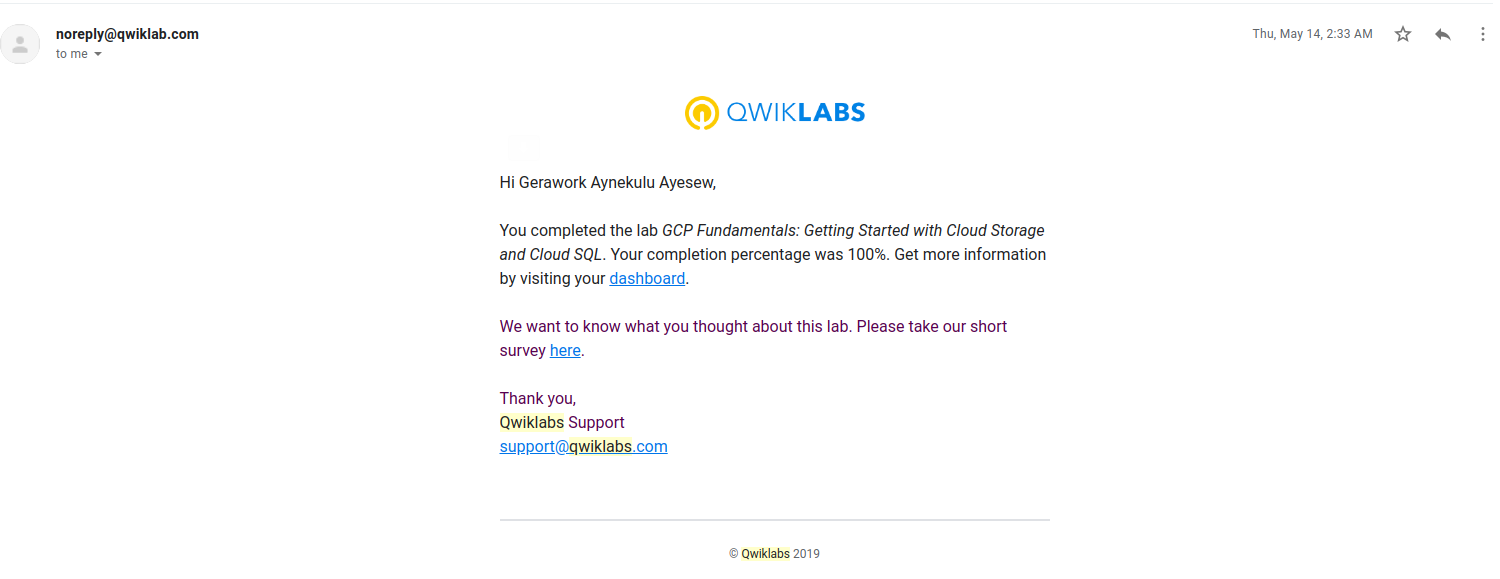 noreply@qwiklab.com
Thu, May 14, 2:33 AM
to me
QWIKLABS
Hi Gerawork Aynekulu Ayesew,
You completed the lab GCP Fundamentals: Getting Started with Cloud Storage
and Cloud SQL. Your completion percentage was 100%. Get more information
by visiting your dashboard.
We want to know what you thought about this lab. Please take our short
survey here.
Thank you,
Qwiklabs Support
support@qwiklabs.com
© Qwiklabs 2019